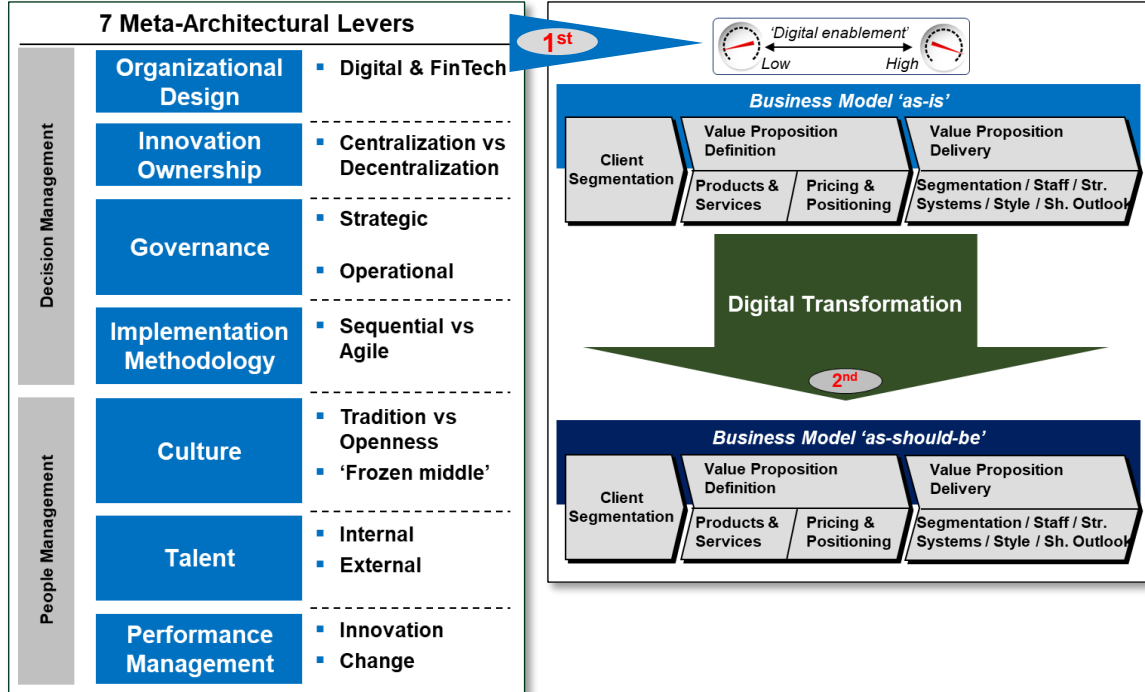 7 Meta-Architectural Levers
Decision Management
Organizational
Design
▪ Digital & FinTech
Innovation
Ownership
▪ Centralization vs
Decentralization
Governance
▪ Strategic
▪ Operational
Implementation
Methodology
▪ Sequential vs
Agile
People Management
Culture
▪ Tradition vs
Openness
▪ ‘Frozen middle’
Talent
▪ Internal
▪ External
Performance
Management
▪ Innovation
▪ Change
1st
‘Digital enablement’
Low
High
Business Model ‘as-is’
Client
Segmentation
Value Proposition
Definition
Products &
Services
Pricing &
Positioning
Value Proposition
Delivery
Segmentation / Staff / Str.
Systems / Style / Sh. Outlook
Digital Transformation
2nd
Business Model ‘as-should-be’
Client
Segmentation
Value Proposition
Definition
Products &
Services
Pricing &
Positioning
Value Proposition
Delivery
Segmentation / Staff / Str.
Systems / Style / Sh. Outlook